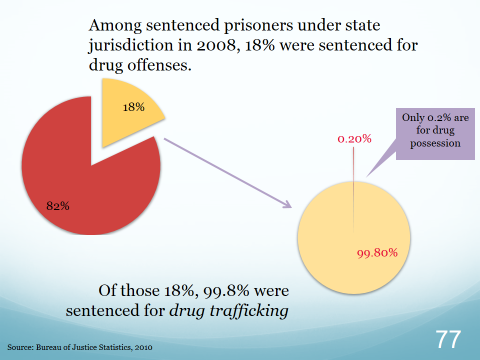 Among sentenced prisoners under state
jurisdiction in 2008, 18% were sentenced for
drug offenses.
18%
82%
0.20%
Only 0.2% are
for drug
possession
99.80%
Of those 18%, 99.8% were
sentenced for drug trafficking
Source: Bureau of Justice Statistics, 2010
77